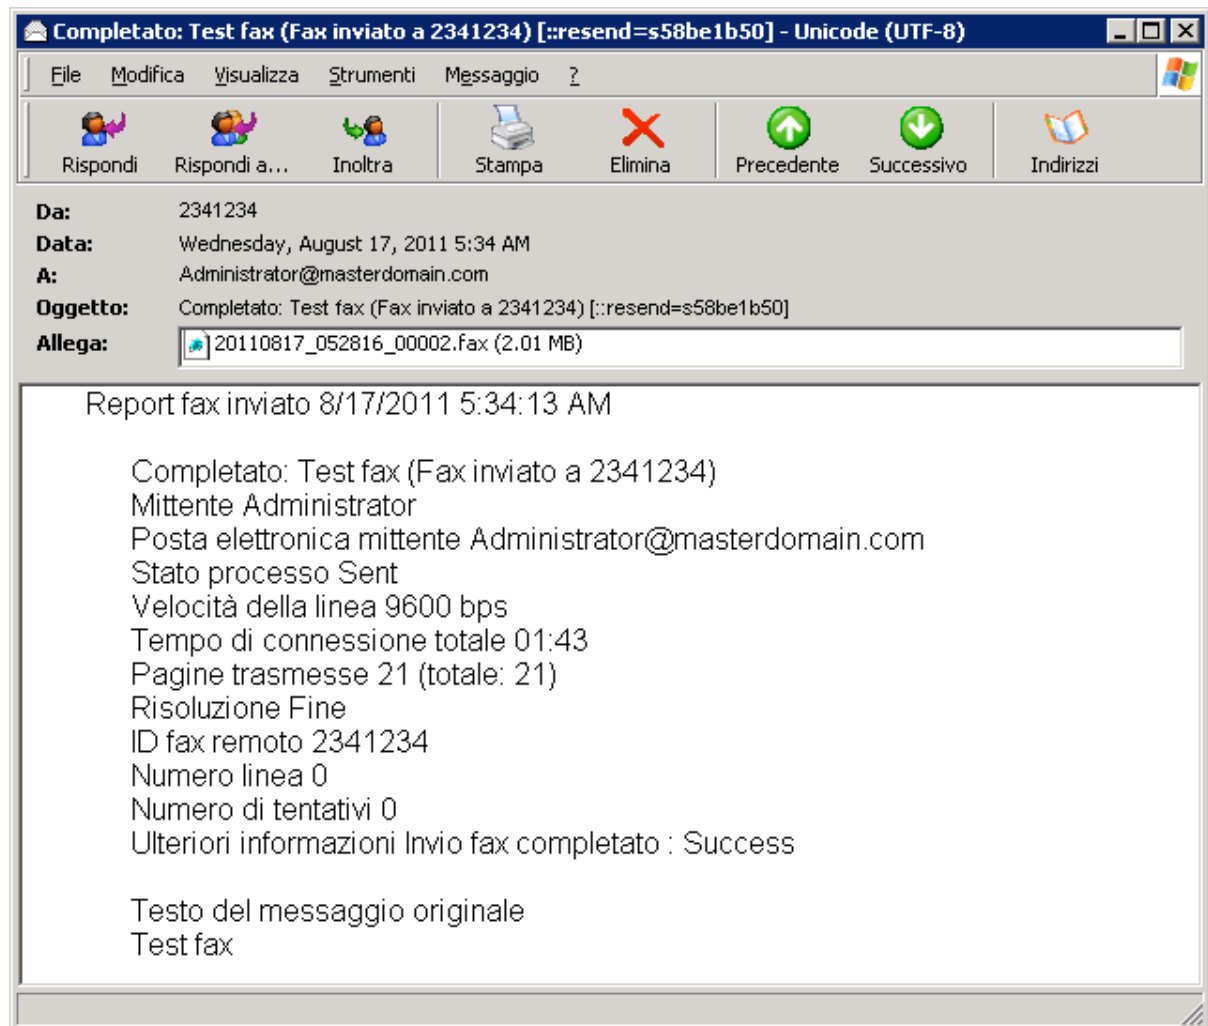 Completato: Test fax (Fax inviato a 2341234) [::resend=s58be1b50] - Unicode (UTF-8)
File Modifica Visualizza Strumenti Messaggio ?
Rispondi Rispondi a... Inoltra Stampa Elimina Precedente Successivo Indirizzi
Da: 2341234
Data: Wednesday, August 17, 2011 5:34 AM
A: Administrator@masterdomain.com
Oggetto: Completato: Test fax (Fax inviato a 2341234) [::resend=s58be1b50]
Allega: 20110817_052816_00002.fax (2.01 MB)
Report fax inviato 8/17/2011 5:34:13 AM
Completato: Test fax (Fax inviato a 2341234)
Mittente Administrator
Posta elettronica mittente Administrator@masterdomain.com
Stato processo Sent
Velocità della linea 9600 bps
Tempo di connessione totale 01:43
Pagine trasmesse 21 (totale: 21)
Risoluzione Fine
ID fax remoto 2341234
Numero linea 0
Numero di tentativi 0
Ulteriori informazioni Invio fax completato : Success
Testo del messaggio originale
Test fax